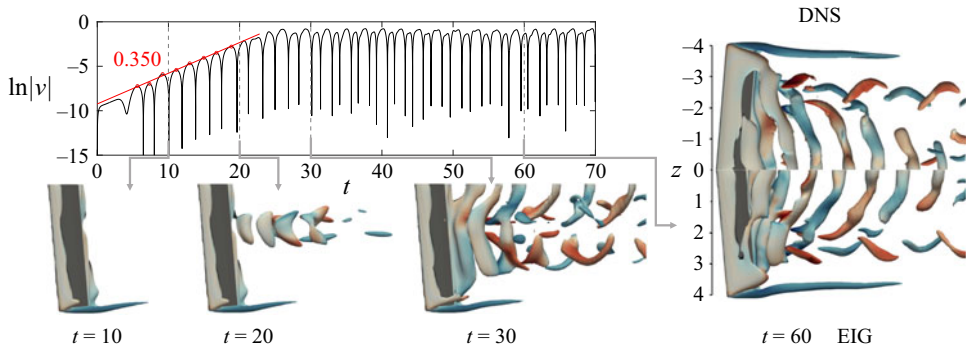 0
−5
−10
−15
ln|v|
0.350
0 10 20 30 40 50 60 70
t
DNS
−4
−3
−2
−1
z 0
1
2
3
4
t = 10
t = 20
t = 30
t = 60 EIG